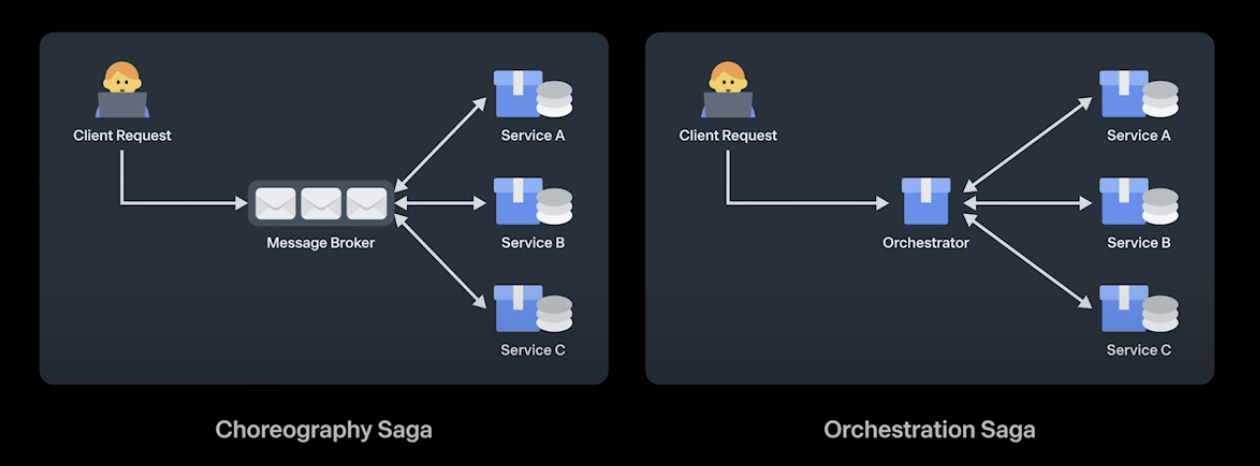 Client Request
Message Broker
Service A
Service B
Service C
Choreography Saga
Client Request
Orchestrator
Service A
Service B
Service C
Orchestration Saga